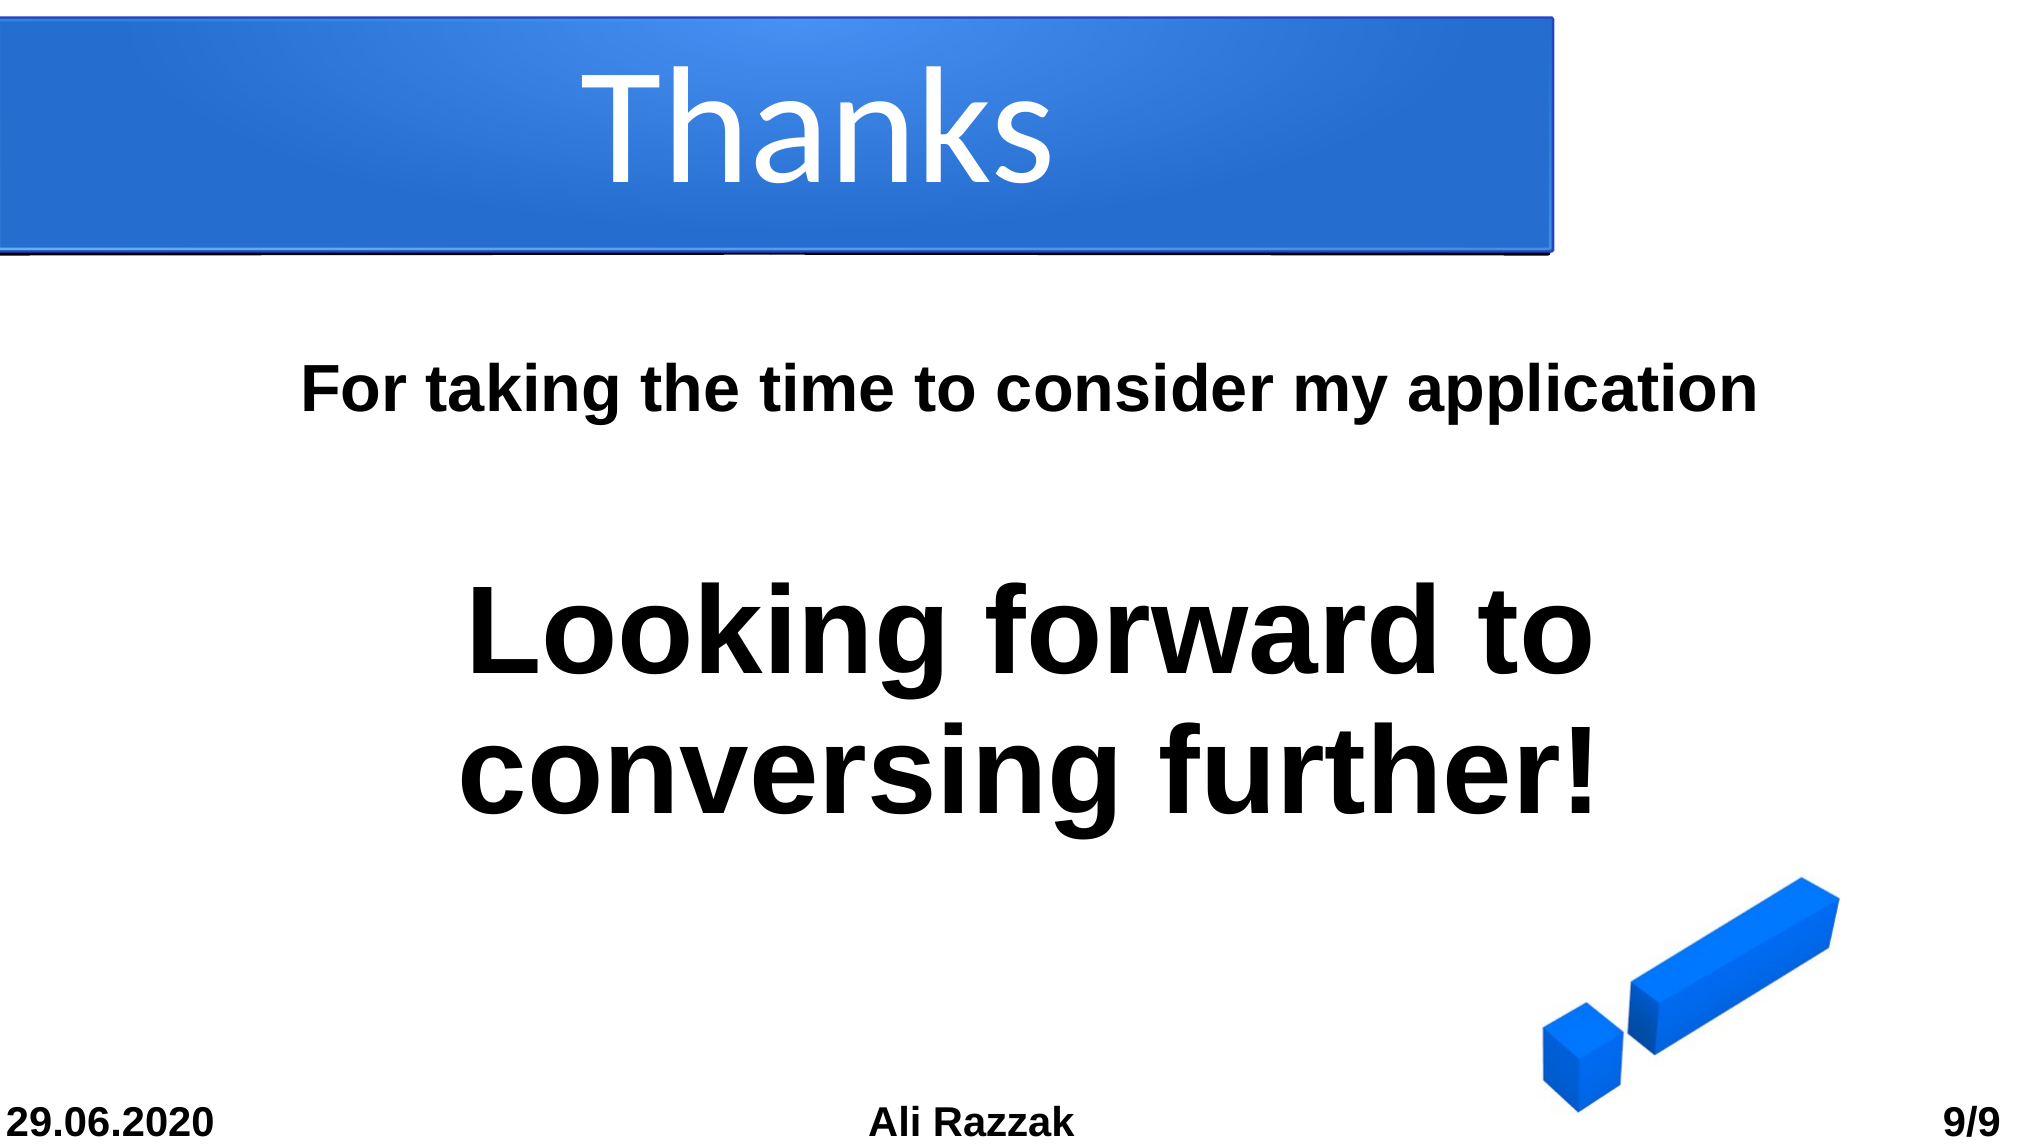 Thanks
For taking the time to consider my application
Looking forward to
conversing further!
29.06.2020
Ali Razzak
9/9